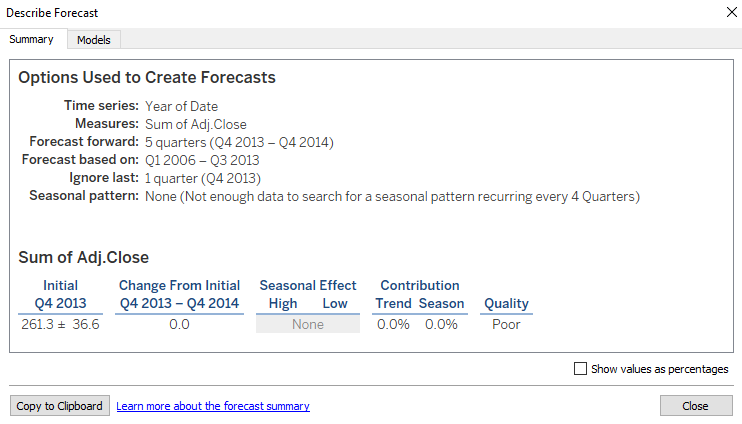 Describe Forecast
Summary Models
Options Used to Create Forecasts
Time series: Year of Date
Measures: Sum of Adj.Close
Forecast forward: 5 quarters (Q4 2013 – Q4 2014)
Forecast based on: Q1 2006 – Q3 2013
Ignore last: 1 quarter (Q4 2013)
Seasonal pattern: None (Not enough data to search for a seasonal pattern recurring every 4 Quarters)
Sum of Adj.Close
Initial Change From Initial Seasonal Effect Contribution
Q4 2013 Q4 2013 – Q4 2014 High Low Trend Season Quality
261.3 ± 36.6 0.0 None 0.0% 0.0% Poor
Show values as percentages
Copy to Clipboard Learn more about the forecast summary Close